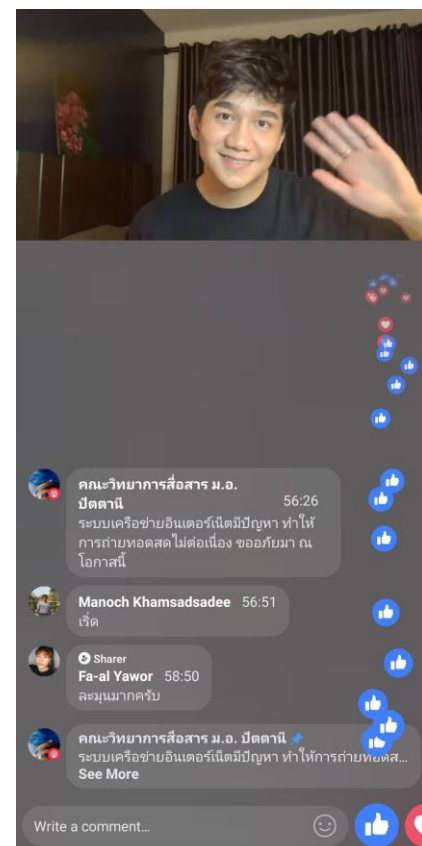 คณะวิทยาการสื่อสาร ม.อ.
ปัตตานี 56:26
ระบบเครือข่ายอินเตอร์เน็ตมีปัญหา ทำให้
การถ่ายทอดสดไม่ต่อเนื่อง ขออภัยมา ณ
โอกาสนี้
Manoch Khamsadsadee 56:51
เริ่ด
Sharer
Fa-al Yawor 58:50
ละมุนมากครับ
คณะวิทยาการสื่อสาร ม.อ. ปัตตานี
ระบบเครือข่ายอินเตอร์เน็ตมีปัญหา ทำให้การถ่ายทอดส...
See More
Write a comment...